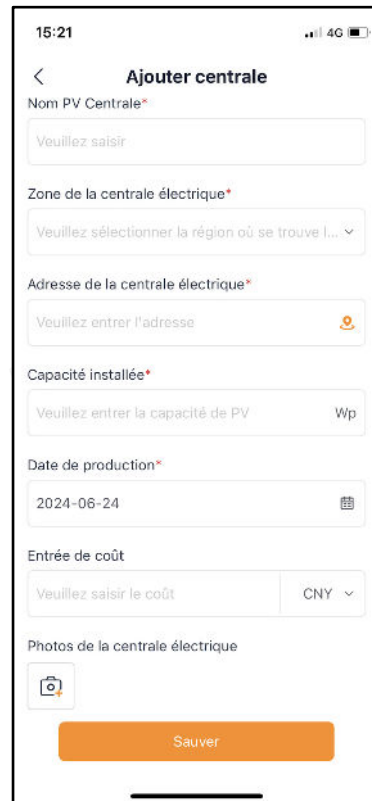 15:21 4G
Ajouter centrale
Nom PV Centrale*
Veuillez saisir
Zone de la centrale électrique*
Veuillez sélectionner la région où se trouve l...
Adresse de la centrale électrique*
Veuillez entrer l'adresse
Capacité installée*
Veuillez entrer la capacité de PV Wp
Date de production*
2024-06-24
Entrée de coût
Veuillez saisir le coût CNY
Photos de la centrale électrique
Sauver